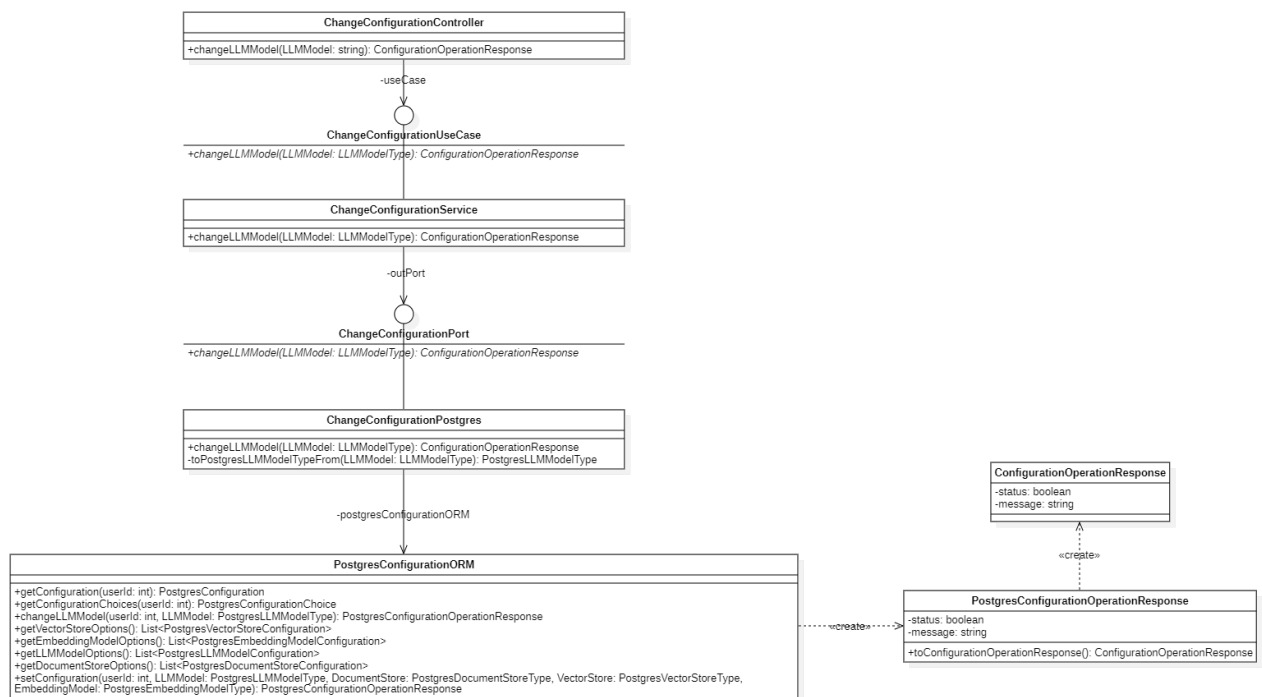 ChangeConfigurationController
+changeLLMModel(LLMModel: string): ConfigurationOperationResponse
-useCase
ChangeConfigurationUseCase
+changeLLMModel(LLMModel: LLMModelType): ConfigurationOperationResponse
ChangeConfigurationService
+changeLLMModel(LLMModel: LLMModelType): ConfigurationOperationResponse
-outPort
ChangeConfigurationPort
+changeLLMModel(LLMModel: LLMModelType): ConfigurationOperationResponse
ChangeConfigurationPostgres
+changeLLMModel(LLMModel: LLMModelType): ConfigurationOperationResponse
-toPostgresLLMModelTypeFrom(LLMModel: LLMModelType): PostgresLLMModelType
-postgresConfigurationORM
PostgresConfigurationORM
+getConfiguration(userId: int): PostgresConfiguration
+getConfigurationChoices(userId: int): PostgresConfigurationChoice
+changeLLMModel(userId: int, LLMModel: PostgresLLMModelType): PostgresConfigurationOperationResponse
+getVectorStoreOptions(): List<PostgresVectorStoreConfiguration>
+getEmbeddingModelOptions(): List<PostgresEmbeddingModelConfiguration>
+getLLMModelOptions(): List<PostgresLLMModelConfiguration>
+getDocumentStoreOptions(): List<PostgresDocumentStoreConfiguration>
+setConfiguration(userId: int, LLMModel: PostgresLLMModelType, DocumentStore: PostgresDocumentStoreType, VectorStore: PostgresVectorStoreType,
EmbeddingModel: PostgresEmbeddingModelType): PostgresConfigurationOperationResponse
«create»
ConfigurationOperationResponse
-status: boolean
-message: string
«create»
PostgresConfigurationOperationResponse
-status: boolean
-message: string
+toConfigurationOperationResponse(): ConfigurationOperationResponse